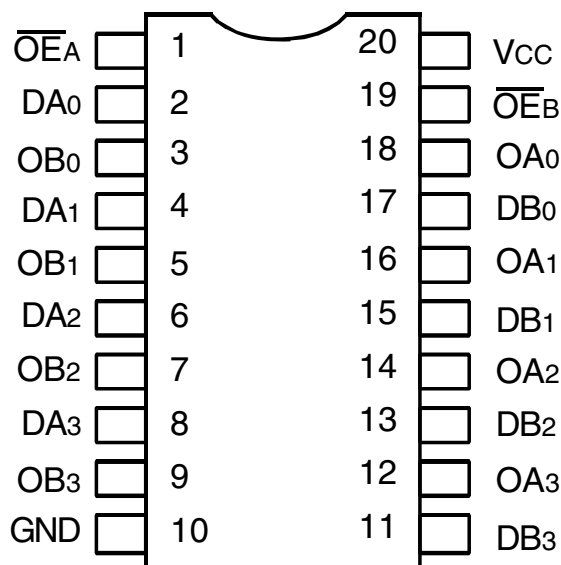 O̅E̅A 1 20 VCC
DA0 2 19 O̅E̅B
OB0 3 18 OA0
DA1 4 17 DB0
OB1 5 16 OA1
DA2 6 15 DB1
OB2 7 14 OA2
DA3 8 13 DB2
OB3 9 12 OA3
GND 10 11 DB3